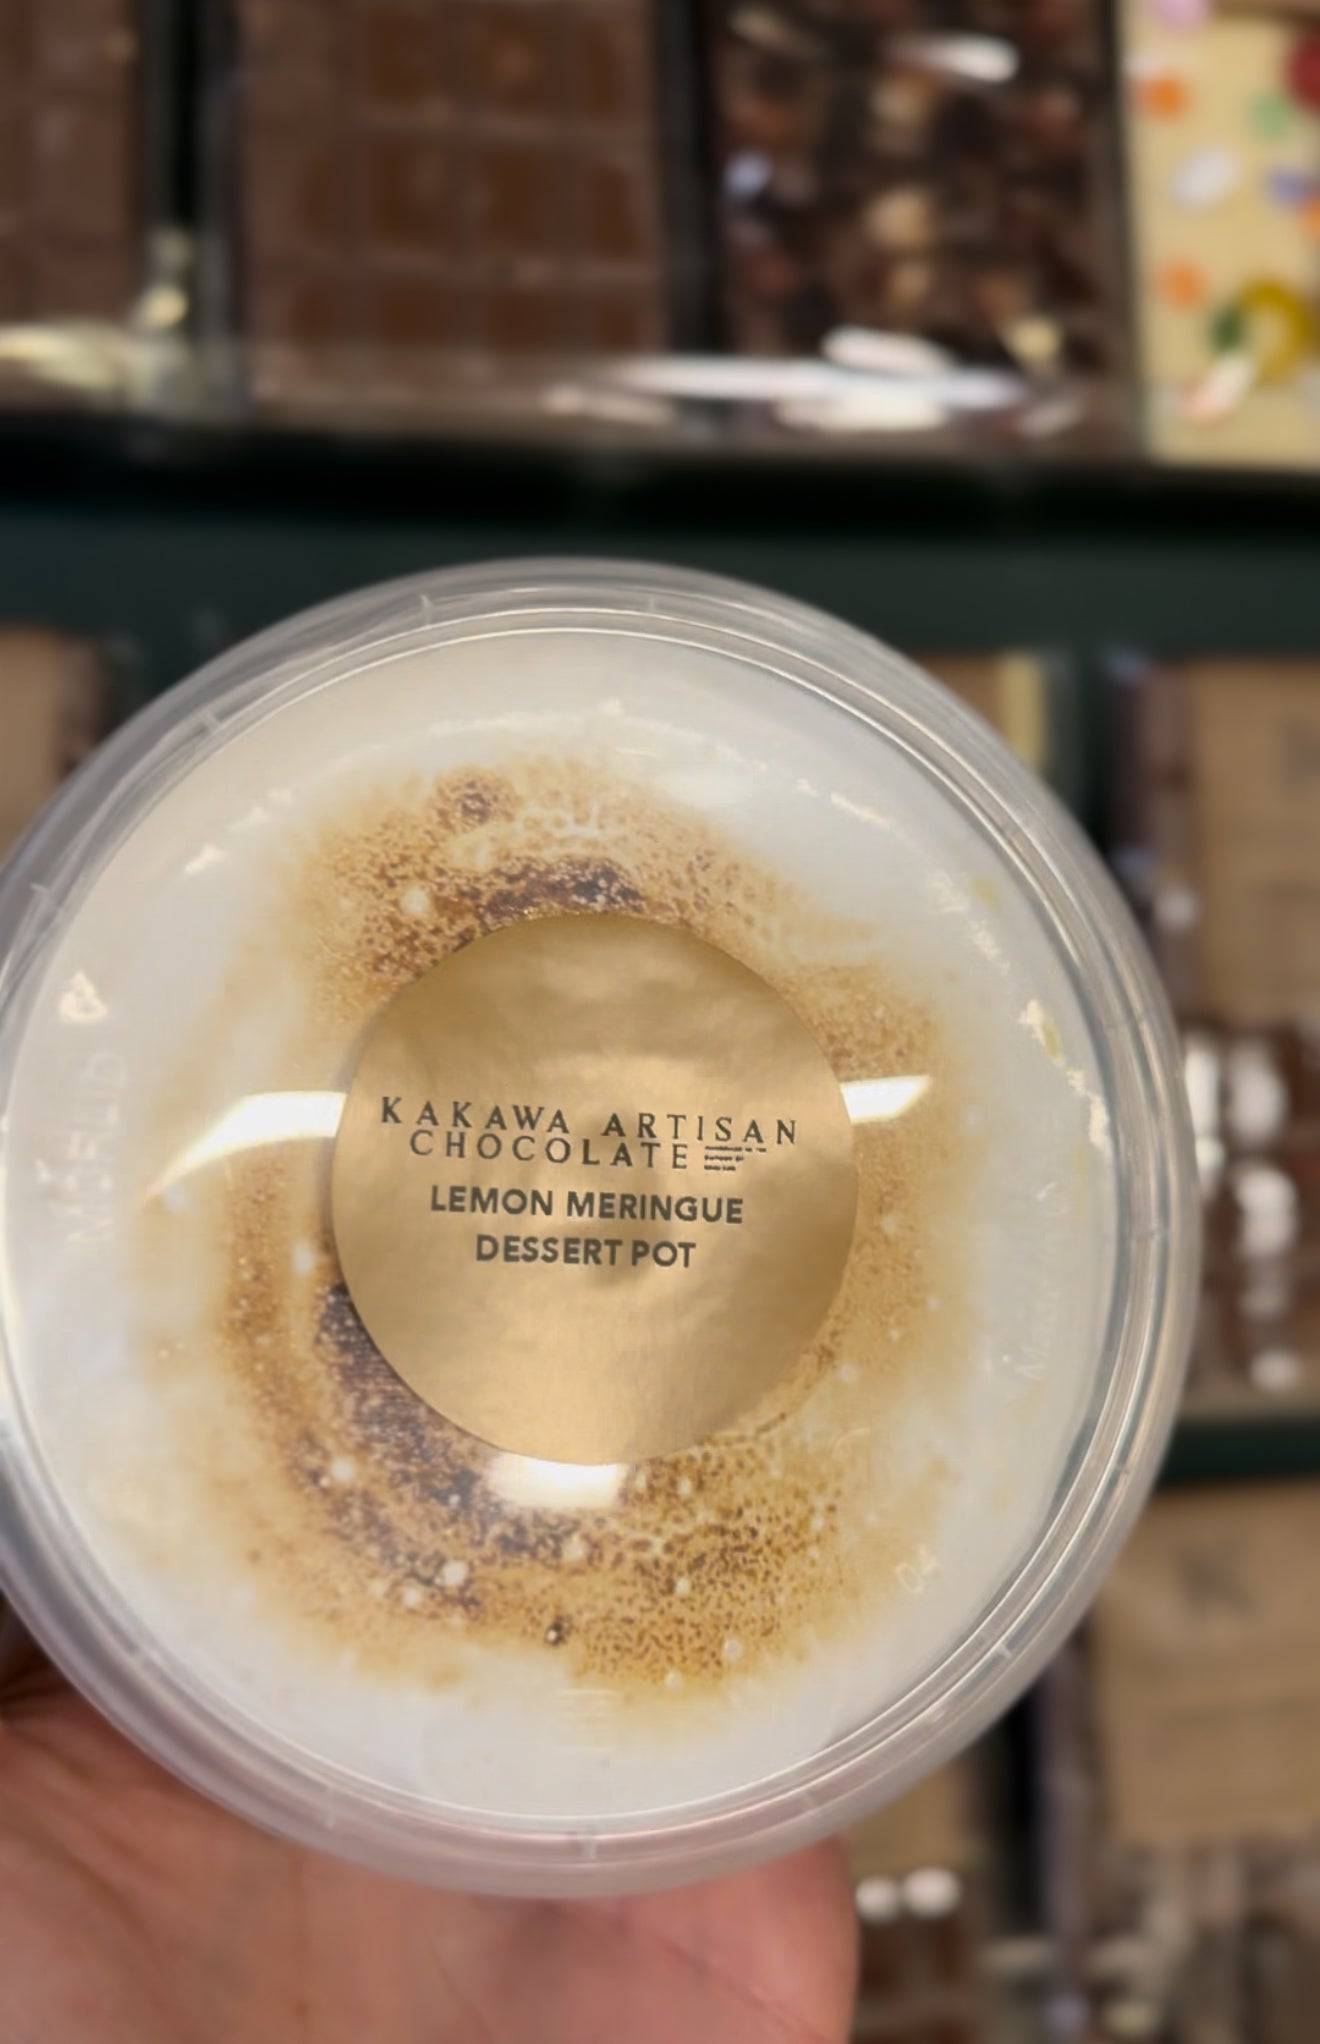 KAKAWA ARTISAN
CHOCOLATE
LEMON MERINGUE
DESSERT POT